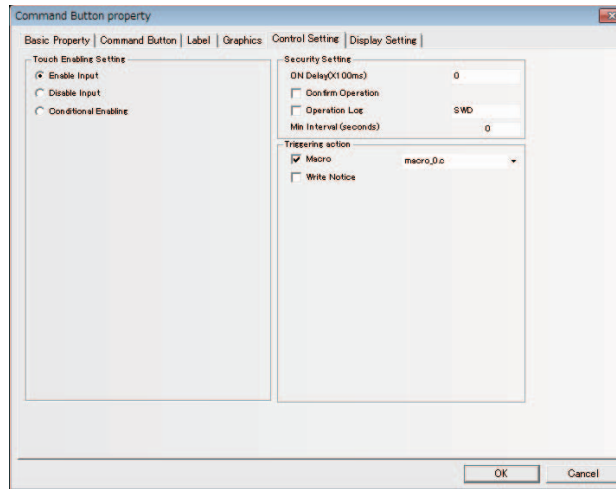 Command Button property
Basic Property | Command Button | Label | Graphics | Control Setting | Display Setting |
Touch Enabling Setting
Enable Input
Disable Input
Conditional Enabling
Security Setting
ON Delay(X100ms) 0
Confirm Operation
Operation Log SWD
Min Interval (seconds) 0
Triggering action
Macro macro_0.c
Write Notice
OK Cancel